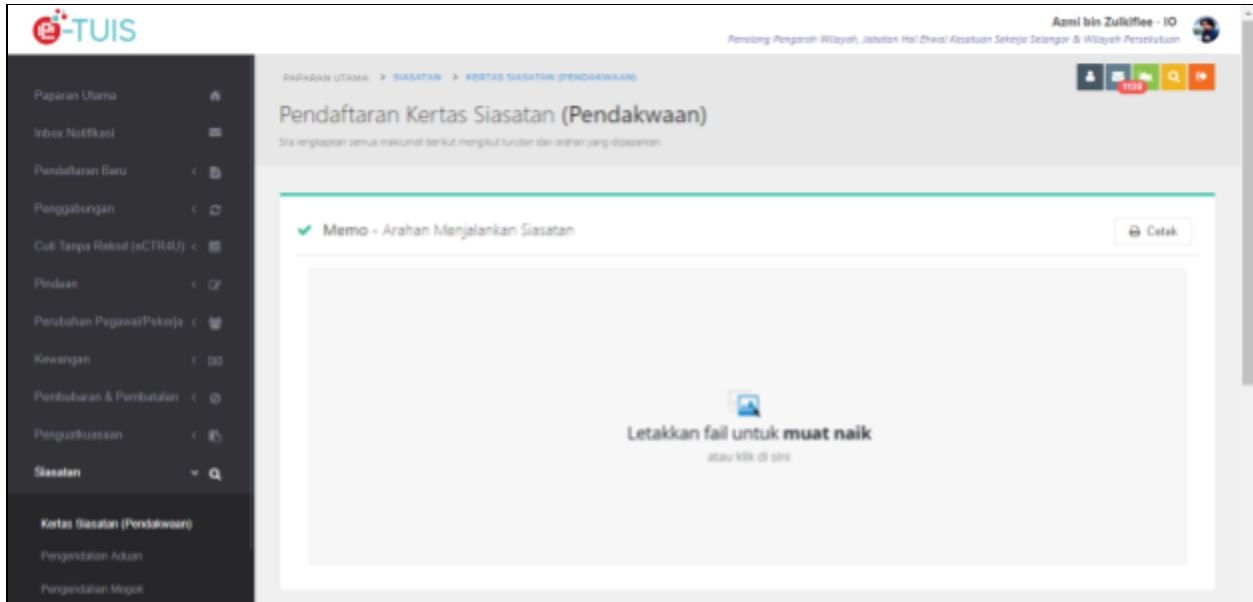 e-TUIS
Azmi bin Zulkiflee - IO
Penolong Pengarah Wilayah, Jabatan Hal Ehwal Kesatuan Sekerja Selangor & Wilayah Persekutuan
PAPARAN UTAMA > SIASATAN > KERTAS SIASATAN (PENDAKWAAN)
1138
Pendaftaran Kertas Siasatan (Pendakwaan)
Sila lengkapkan semua maklumat berikut mengikut turutan dan arahan yang dipaparkan.
Paparan Utama
Inbox Notifikasi
Pendaftaran Baru
Penggabungan
Cuti Tanpa Rekod (eCTR4U)
Pindaan
Perubahan Pegawai/Pekerja
Kewangan
Pembubaran & Pembatalan
Penguatkuasaan
Siasatan
Kertas Siasatan (Pendakwaan)
Pengendalian Aduan
Pengendalian Mogok
Memo - Arahan Menjalankan Siasatan
Cetak
Letakkan fail untuk muat naik
atau klik di sini